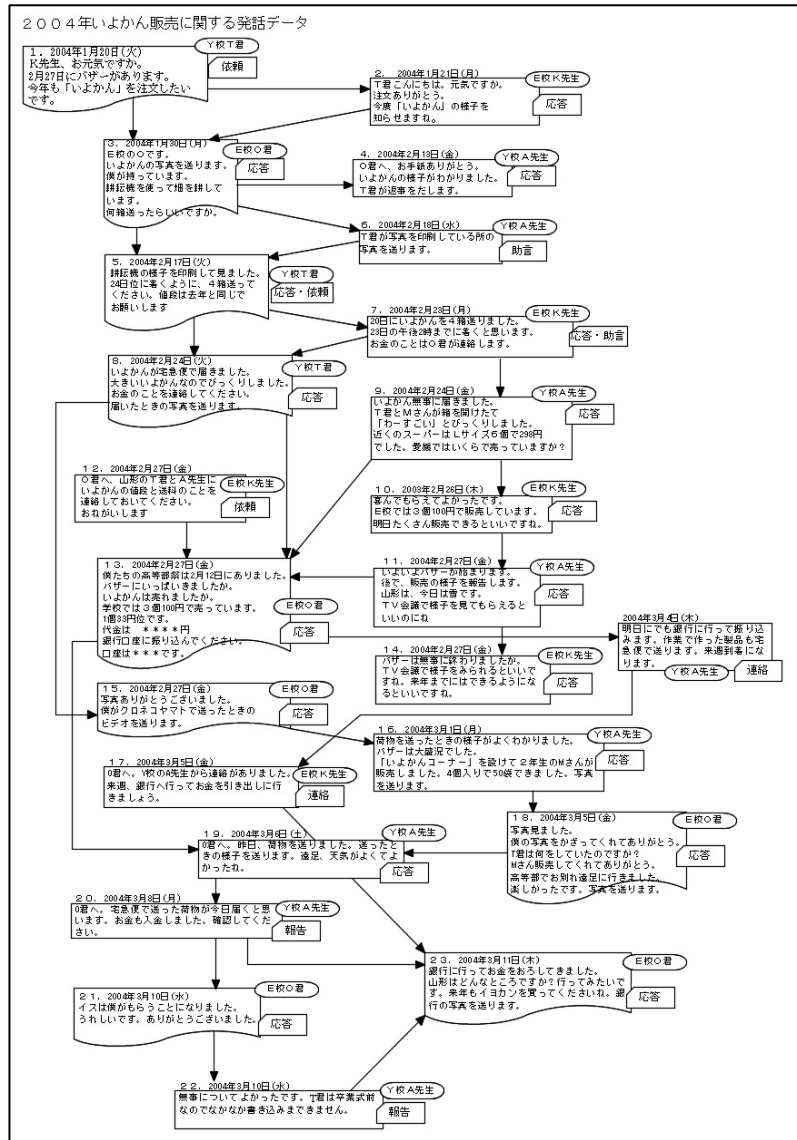 ２００４年いよかん販売に関する発話データ
１．2004年1月20日(火)
Y校T君
依頼
K先生、お元気ですか。
2月27日にバザーがあります。
今年も「いよかん」を注文したい
です。
２．2004年1月21日(月)
E校K先生
応答
T君こんにちは。元気ですか。
注文ありがとう。
今度「いよかん」の様子を
知らせますね。
３．2004年1月30日(月)
E校O君
応答
E校のOです。
いよかんの写真を送ります。
僕が持っています。
耕耘機を使って畑を耕して
います。
何箱送ったらいいですか。
４．2004年2月13日(金)
Y校A先生
応答
O君へ、お手紙ありがとう。
いよかんの様子がわかりました。
T君が返事をだします。
６．2004年2月18日(水)
Y校A先生
助言
T君が写真を印刷している所の
写真を送ります。
５．2004年2月17日(火)
Y校T君
応答・依頼
耕耘機の様子を印刷して見ました。
24日位に着くように、４箱送って
ください。値段は去年と同じで
お願いします
７．2004年2月23日(月)
E校K先生
応答・助言
20日にいよかんを４箱送りました。
23日の午後2時までに着くと思います。
お金のことはO君が連絡します。
８．2004年2月24日(火)
Y校T君
応答
いよかんが宅急便で届きました。
大きいいよかんなのでびっくりしました。
お金のことを連絡してください。
届いたときの写真を送ります。
９．2004年2月24日(金)
Y校A先生
応答
いよかん無事に届きました。
T君とMさんが箱を開けたて
「わーすごい」とびっくりしました。
近くのスーパーはLサイズ5個で298円
でした。愛媛ではいくらで売っていますか？
１２．2004年2月27日(金)
E校K先生
依頼
O君へ、山形のT君とA先生に
いよかんの値段と送料のことを
連絡しておいてください。
おねがいします
１０．2003年2月26日(木)
E校K先生
応答
喜んでもらえてよかったです。
E校では３個100円で販売しています。
明日たくさん販売できるといいですね。
１３．2004年2月27日(金)
E校O君
応答
僕たちの高等部祭は2月12日にありました。
バザーにいっぱいきましたか。
いよかんは売れましたか。
学校では３個100円で売っています。
1個33円位です。
代金は　＊＊＊＊円
銀行口座に振り込んでください。
口座は＊＊＊です。
１１．2004年2月27日(金)
Y校A先生
応答
いよいよバザーが始まります。
後で、販売の様子を報告します。
山形は、今日は雪です。
ＴＶ会議で様子を見てもらえると
いいのにね
2004年3月4日(木)
明日にでも銀行に行って振り込
みます。作業で作った製品も宅
急便で送ります。来週到着にな
ります。
Y校A先生
連絡
１４．2004年2月27日(金)
E校K先生
応答
バザーは無事に終わりましたか。
ＴＶ会議で様子をみられるといいで
すね。来年までにはできるようにな
るといいですね。
１５．2004年2月27日(金)
E校O君
応答
写真ありがとうございました。
僕がクロネコヤマトで送ったときの
ビデオを送ります。
１６．2004年3月1日(月)
Y校A先生
応答
荷物を送ったときの様子がよくわかりました。
バザーは大盛況でした。
「いよかんコーナー」を設けて２年生のMさんが
販売しました。4個入りで50袋できました。写真
を送ります。
１７．2004年3月5日(金)
E校K先生
連絡
O君へ。Y校のA先生から連絡がありました。
来週、銀行へ行ってお金を引き出しに行
きましょう。
１８．2004年3月5日(金)
E校O君
応答
写真見ました。
僕の写真をかざってくれてありがとう。
T君は何をしていたのですか？
Mさん販売してくれてありがとう。
高等部でお別れ遠足に行きました。
楽しかったです。写真を送ります。
１９．2004年3月6日(土)
Y校A先生
応答
O君へ。昨日、荷物を送りました。送った
ときの様子を送ります。遠足、天気がよくてよ
かったね。
２０．2004年3月8日(月)
Y校A先生
報告
O君へ。宅急便で送った荷物が今日届くと思
います。お金も入金しました。確認してくだ
さい。
２３．2004年3月11日(木)
E校O君
応答
銀行に行ってお金をおろしてきました。
山形はどんなところですか？行ってみたいで
す。来年もイヨカンを買ってくださいね。銀
行の写真を送ります。
２１．2004年3月10日(水)
E校O君
応答
イスは僕がもらうことになりました。
うれしいです。ありがとうございました。
２２．2004年3月10日(水)
Y校A先生
報告
無事についてよかったです。T君は卒業式前
なのでなかなか書き込みまできません。